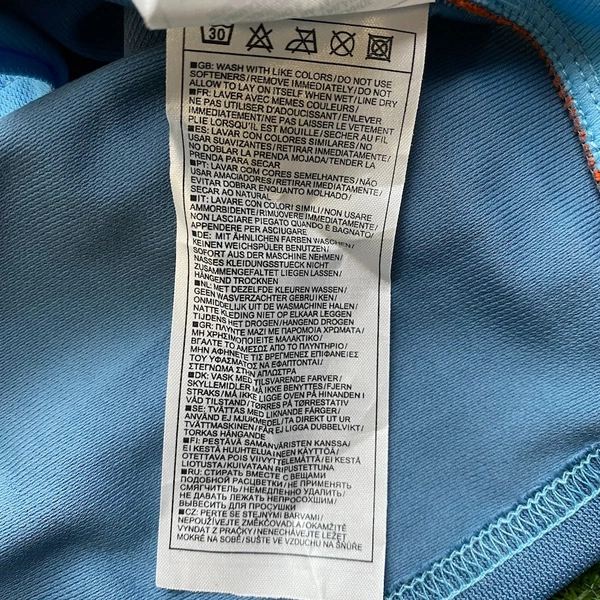 30
■GB: WASH WITH LIKE COLORS/DO NOT USE
SOFTENERS/REMOVE IMMEDIATELY/DO NOT
ALLOW TO LAY ON ITSELF WHEN WET/LINE DRY
■FR: LAVER AVEC MEMES COULEURS/
NE PAS UTILISER D'ADOUCISSANT/ENLEVER
IMMEDIATEMENT/NE PAS LAISSER LE VETEMENT
PLIE LORSQU'IL EST MOUILLE/SECHER AU FIL
■ES: LAVAR CON COLORES SIMILARES/NO
USAR SUAVIZANTES/RETIRAR INMEDIATAMENTE/
NO DOBLAR LA PRENDA MOJADA/TENDER LA
PRENDA PARA SECAR
■PT: LAVAR COM CORES SEMELHANTES/NÃO
USAR AMACIADORES/RETIRAR IMEDIATAMENTE/
EVITAR DOBRAR ENQUANTO MOLHADO/
SECAR AO NATURAL
■IT: LAVARE CON COLORI SIMILI/NON USARE
AMMORBIDENTE/RIMUOVERE IMMEDIATAMENTE/
NON LASCIARE PIEGATO QUANDO È BAGNATO/
APPENDERE PER ASCIUGARE
■DE: MIT ÄHNLICHEN FARBEN WASCHEN/
KEINEN WEICHSPÜLER BENUTZEN/
SOFORT AUS DER MASCHINE NEHMEN/
NASSES KLEIDUNGSSTUECK NICHT
ZUSAMMENGEFALTET LIEGEN LASSEN/
HÄNGEND TROCKNEN
■NL: MET DEZELFDE KLEUREN WASSEN/
GEEN WASVERZACHTER GEBRUIKEN/
ONMIDDELLIJK UIT DE WASMACHINE HALEN/
NATTE KLEDING NIET OP ELKAAR LEGGEN
TIJDENS HET DROGEN/HANGEND DROGEN
■GR: ΠΛΥΝΤΕ ΜΑΖΙ ΜΕ ΠΑΡΟΜΟΙΑ ΧΡΩΜΑΤΑ/
ΜΗ ΧΡΗΣΙΜΟΠΟΙΕΙΤΕ ΜΑΛΑΚΤΙΚΟ/
ΒΓΑΛΤΕ ΤΟ ΑΜΕΣΩΣ ΑΠΟ ΤΟ ΠΛΥΝΤΗΡΙΟ/
ΜΗΝ ΑΦΗΝΕΤΕ ΤΙΣ ΒΡΕΓΜΕΝΕΣ ΕΠΙΦΑΝΕΙΕΣ
ΤΟΥ ΥΦΑΣΜΑΤΟΣ ΝΑ ΕΦΑΠΤΟΝΤΑΙ/
ΣΤΕΓΝΩΜΑ ΣΤΗΝ ΑΠΛΩΣΤΡΑ
■DK: VASK MED TILSVARENDE FARVER/
SKYLLEMIDLER MÅ IKKE BENYTTES/FJERN
STRAKS/MÅ IKKE LIGGE OVEN PÅ HINANDEN I
VÅD TILSTAND/TØRRES PÅ TØRRESTATIV
■SE: TVÄTTAS MED LIKNANDE FÄRGER/
ANVÄND EJ MJUKMEDEL/TA DIREKT UT UR
TVÄTTMASKINEN/FÅR EJ LIGGA DUBBELVIKT/
TORKAS HÄNGANDE
■FI: PESTÄVÄ SAMANVÄRISTEN KANSSA/
EI KESTÄ HUUHTELUAINEEN KÄYTTÖÄ/
OTETTAVA POIS VIIVYTTELEMÄTTÄ/EI KESTÄ
LIOTUSTA/KUIVATAAN RIPUSTETTUNA
■RU: СТИРАТЬ ВМЕСТЕ С ВЕЩАМИ
ПОДОБНОЙ РАСЦВЕТКИ/НЕ ПРИМЕНЯТЬ
СМЯГЧИТЕЛЬ/НЕМЕДЛЕННО УДАЛИТЬ/
НЕ ДАВАТЬ ЛЕЖАТЬ НЕПРОСОХШИМ/
ВЫВЕСИТЬ ДЛЯ ПРОСУШКИ
■CZ: PERTE SE STEJNÝMI BARVAMI/
NEPOUŽÍVEJTE ZMĚKČOVADLA/OKAMŽITĚ
VYNDAT Z PRAČKY/NENECHÁVEJTE LEŽET
MOKRÉ NA SOBĚ/SUŠTE VE VZDUCHU NA ŠŇŮŘE